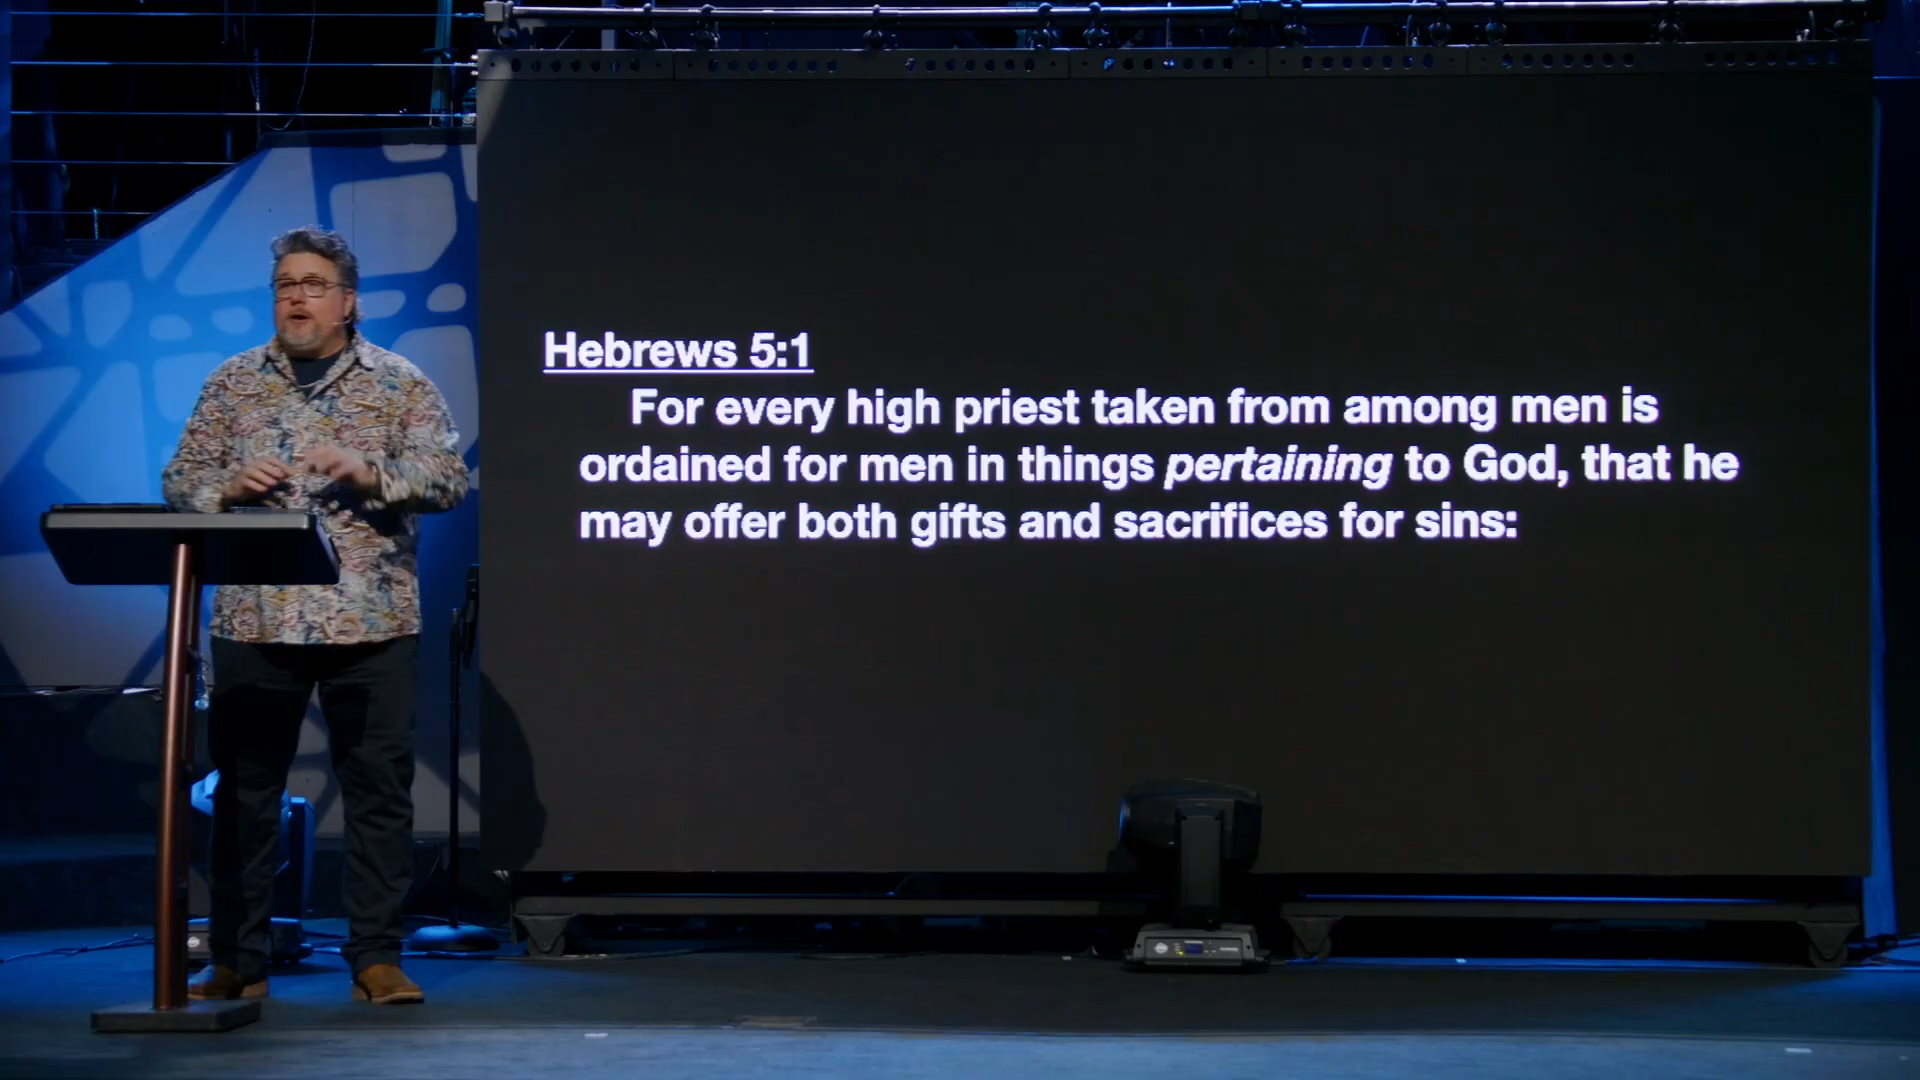 Hebrews 5:1
For every high priest taken from among men is
ordained for men in things pertaining to God, that he
may offer both gifts and sacrifices for sins: